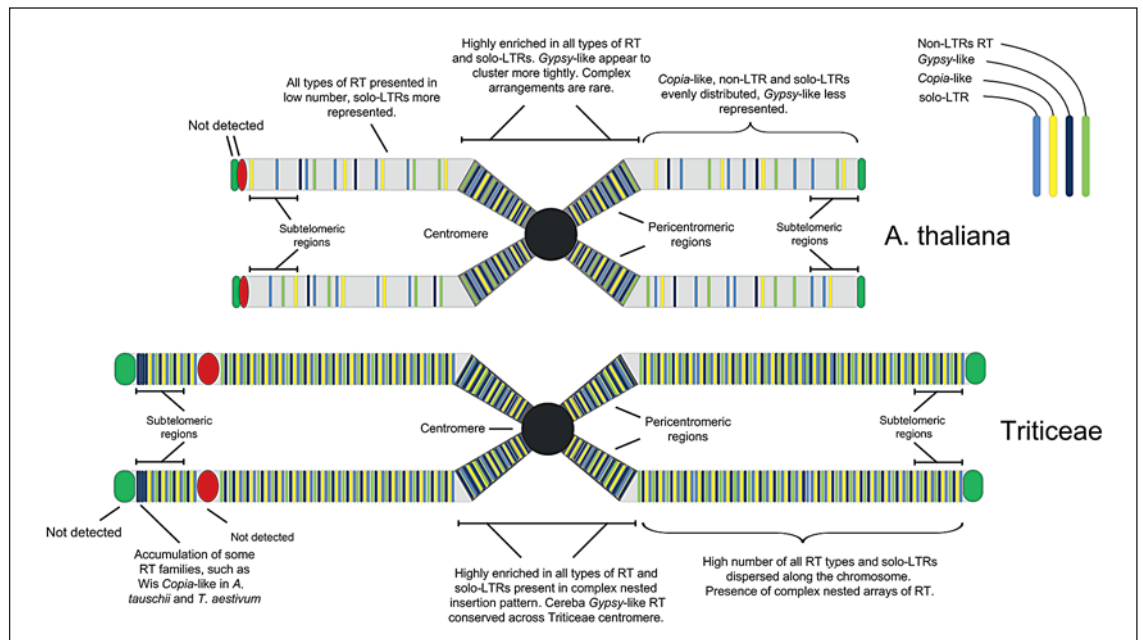 Highly enriched in all types of RT
and solo-LTRs. Gypsy-like appear to
cluster more tightly. Complex
arrangements are rare.
All types of RT presented in
low number, solo-LTRs more
represented.
Copia-like, non-LTR and solo-LTRs
evenly distributed, Gypsy-like less
represented.
Non-LTRs RT
Gypsy-like
Copia-like
solo-LTR
Not detected
Subtelomeric
regions
Centromere
Pericentromeric
regions
Subtelomeric
regions
A. thaliana
Subtelomeric
regions
Centromere
Pericentromeric
regions
Subtelomeric
regions
Triticeae
Not detected
Not detected
Accumulation of some
RT families, such as
Wis Copia-like in A.
tauschii and T. aestivum
Highly enriched in all types of RT and
solo-LTRs present in complex nested
insertion pattern. Cereba Gypsy-like RT
conserved across Triticeae centromere.
High number of all RT types and solo-LTRs
dispersed along the chromosome.
Presence of complex nested arrays of RT.